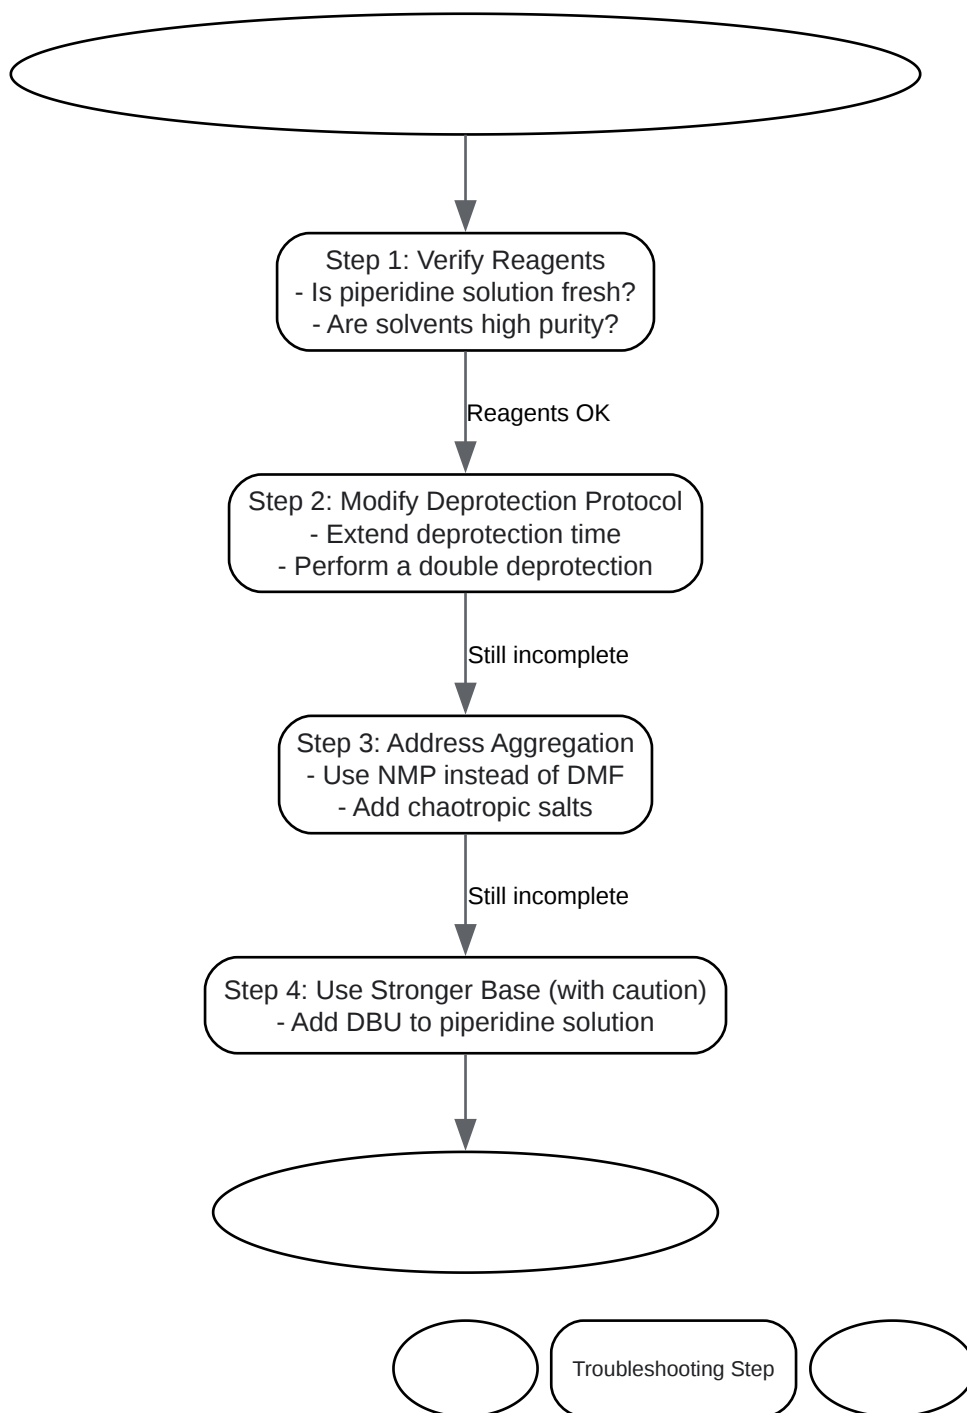 Step 1: Verify Reagents
- Is piperidine solution fresh?
- Are solvents high purity?
Reagents OK
Step 2: Modify Deprotection Protocol
- Extend deprotection time
- Perform a double deprotection
Still incomplete
Step 3: Address Aggregation
- Use NMP instead of DMF
- Add chaotropic salts
Still incomplete
Step 4: Use Stronger Base (with caution)
- Add DBU to piperidine solution
Troubleshooting Step